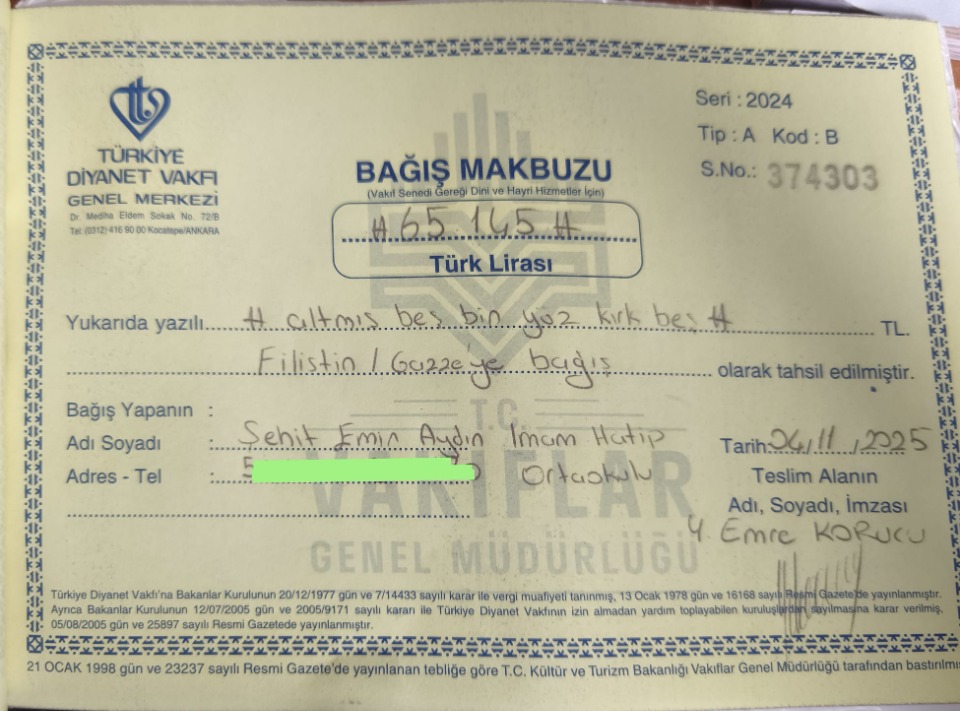 Seri : 2024
Tip : A Kod : B
S.No.: 374303
tdv
TÜRKİYE
DİYANET VAKFI
GENEL MERKEZİ
Dr. Mediha Eldem Sokak No. 72/B
Tel: (0312) 416 90 00 Kocatepe/ANKARA
BAĞIŞ MAKBUZU
(Vakıf Senedi Gereği Dini ve Hayri Hizmetler İçin)
# 65 145 #
Türk Lirası
Yukarıda yazılı # altmış beş bin yüz kırk beş # TL.
Filistin / Gazze'ye bağış olarak tahsil edilmiştir.
Bağış Yapanın :
Adı Soyadı : Şehit Emin Aydın İmam Hatip
Adres - Tel : Ortaokulu
Tarih: 04/11/2025
Teslim Alanın
Adı, Soyadı, İmzası
Y. Emre KORUCU
T.C.
VAKIFLAR
GENEL MÜDÜRLÜĞÜ
Türkiye Diyanet Vakfı'na Bakanlar Kurulunun 20/12/1977 gün ve 7/14433 sayılı karar ile vergi muafiyeti tanınmış, 13 Ocak 1978 gün ve 16168 sayılı Resmi Gazete'de yayınlanmıştır.
Ayrıca Bakanlar Kurulunun 12/07/2005 gün ve 2005/9171 sayılı kararı ile Türkiye Diyanet Vakfının izin almadan yardım toplayabilen kuruluşlardan sayılmasına karar verilmiş,
05/08/2005 gün ve 25897 sayılı Resmi Gazetede yayınlanmıştır.
21 OCAK 1998 gün ve 23237 sayılı Resmi Gazete'de yayınlanan tebliğe göre T.C. Kültür ve Turizm Bakanlığı Vakıflar Genel Müdürlüğü tarafından